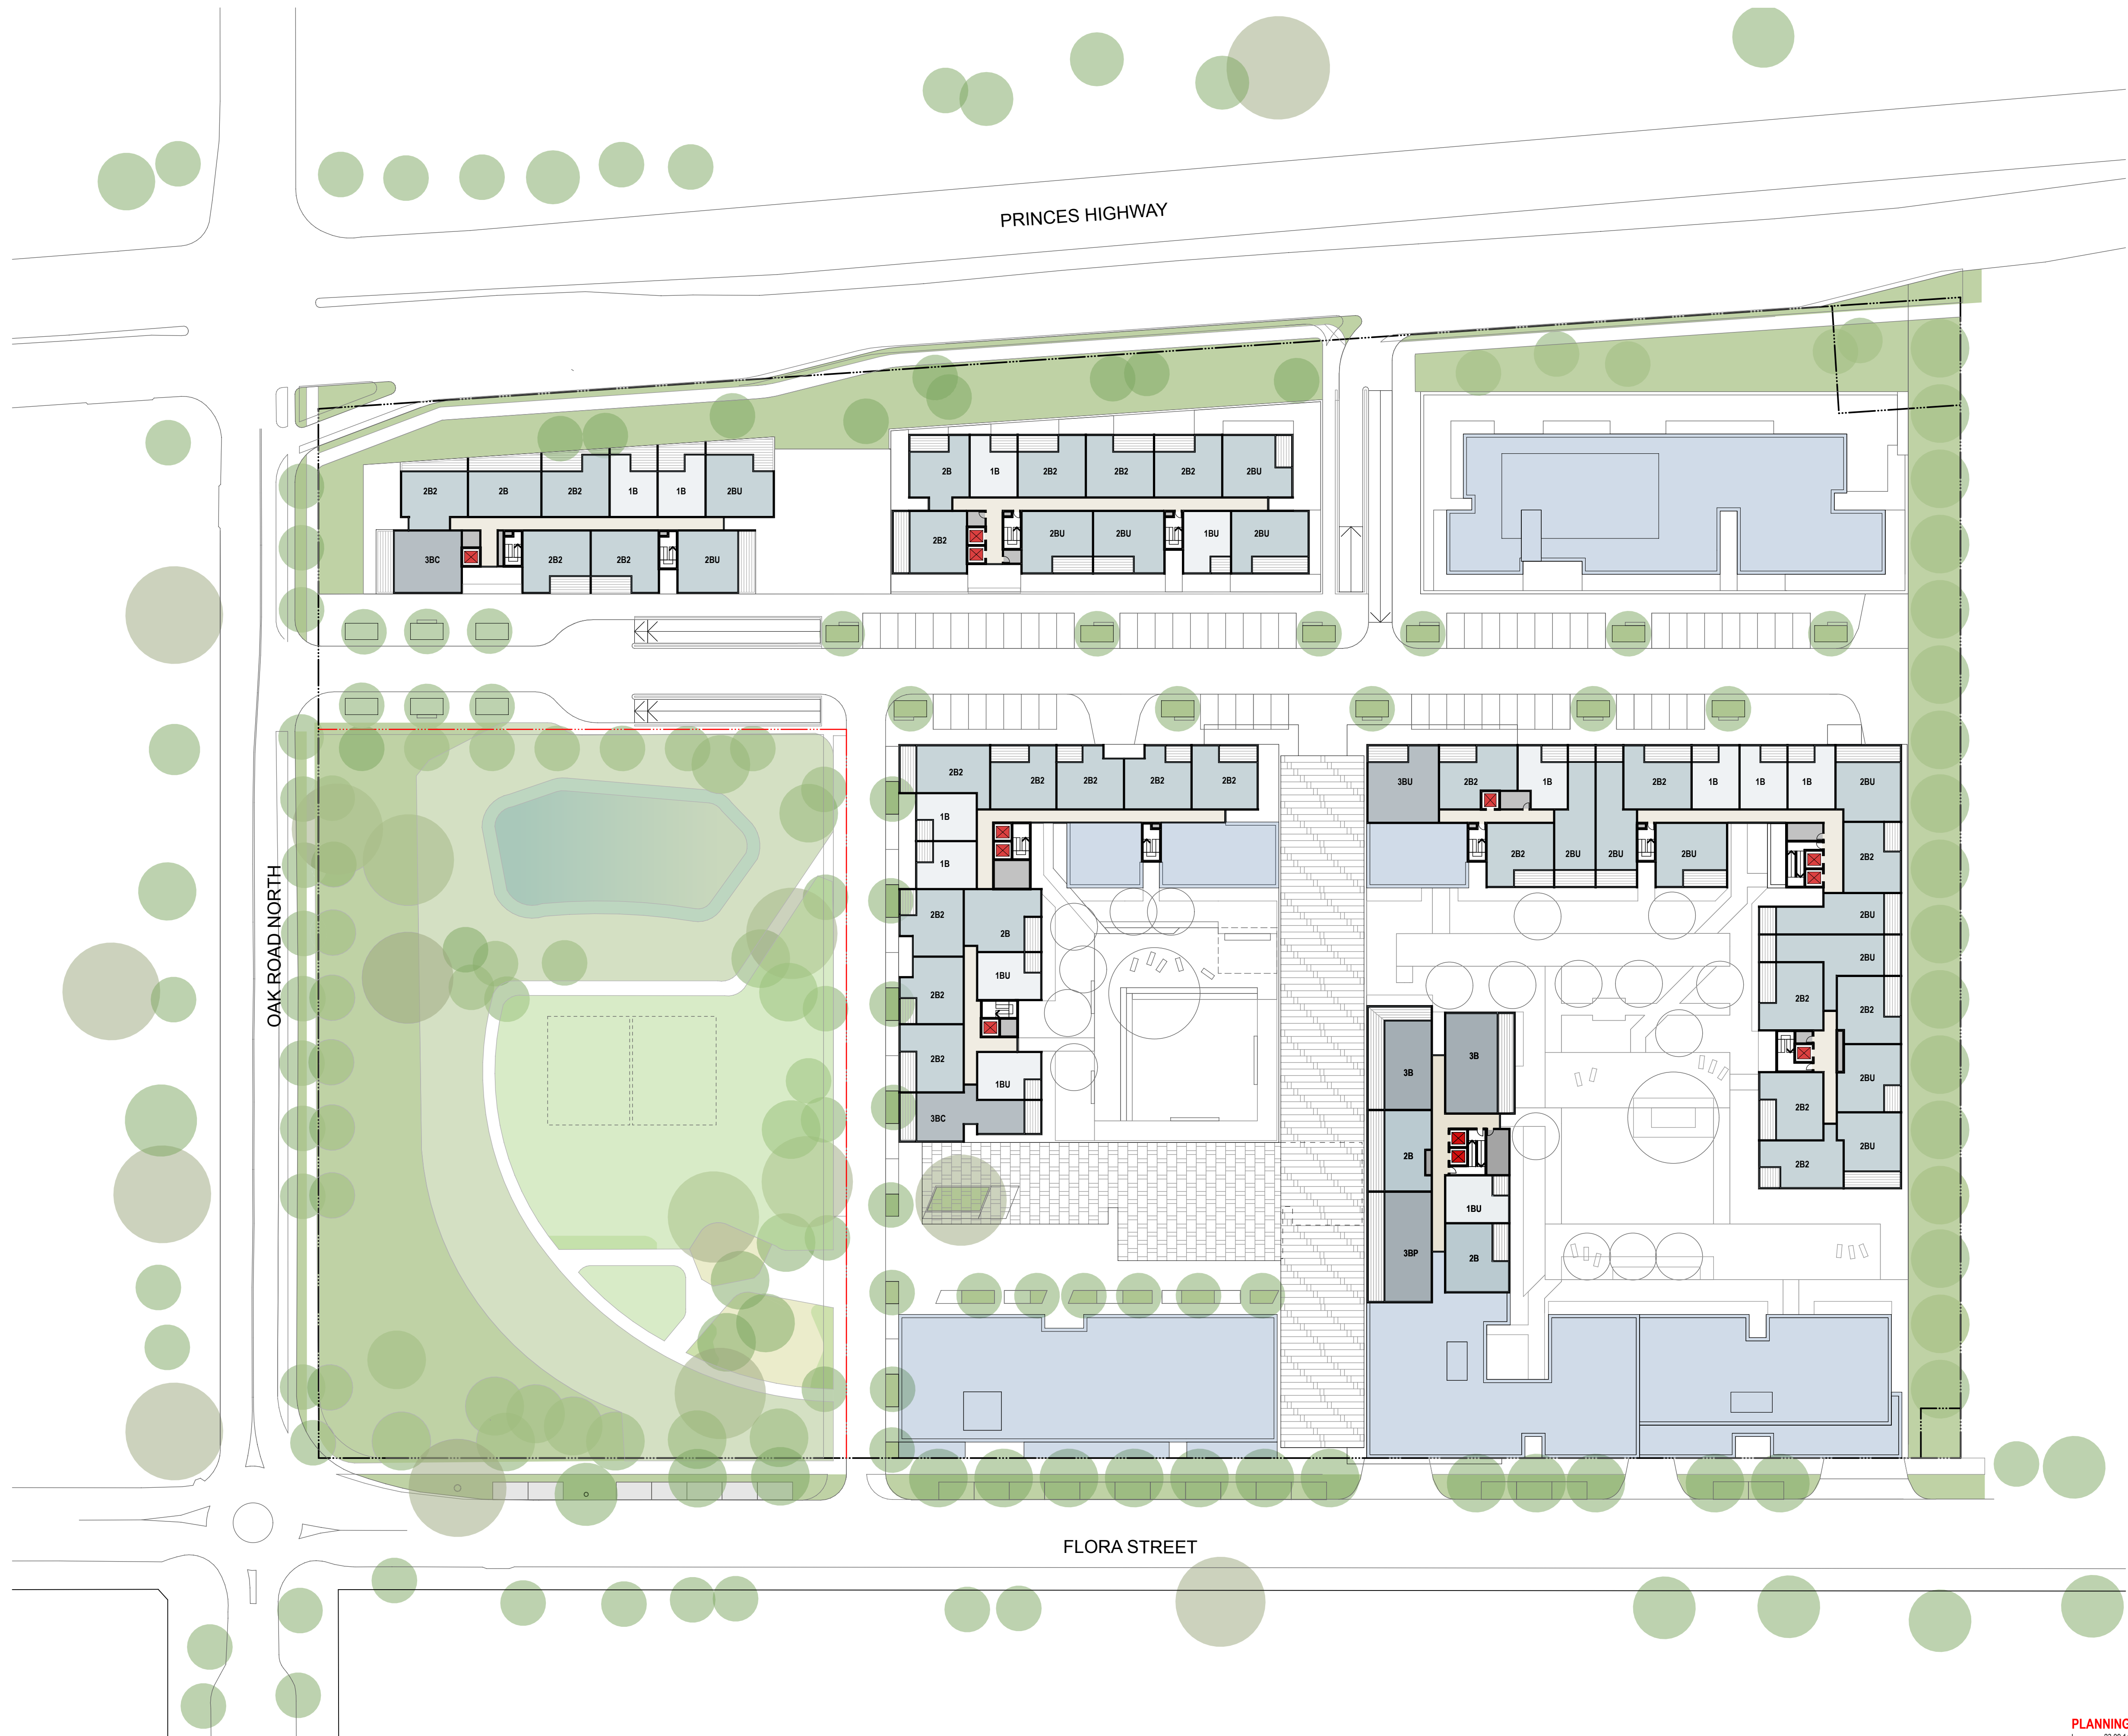 PRINCES HIGHWAY
2B 1B 2B2 2B2 2B2 2BU
2B2 2B 2B2 1B 1B 2BU
2B2 2BU 2BU 1BU 2BU
3BC 2B2 2B2 2BU
2B2 2B2 2B2 2B2 2B2
3BU 2B2 1B 2B2 1B 1B 1B 2BU
1B
2B2 2BU 2BU 2BU 2B2
1B
2B2 2B
2BU
2BU
1BU
2B2
2B2 2B2
OAK ROAD NORTH
2B2
1BU
3BC
3B 3B
2B
1BU
3BP 2B
2BU
2B2
2BU
2B2
FLORA STREET
PLANNING